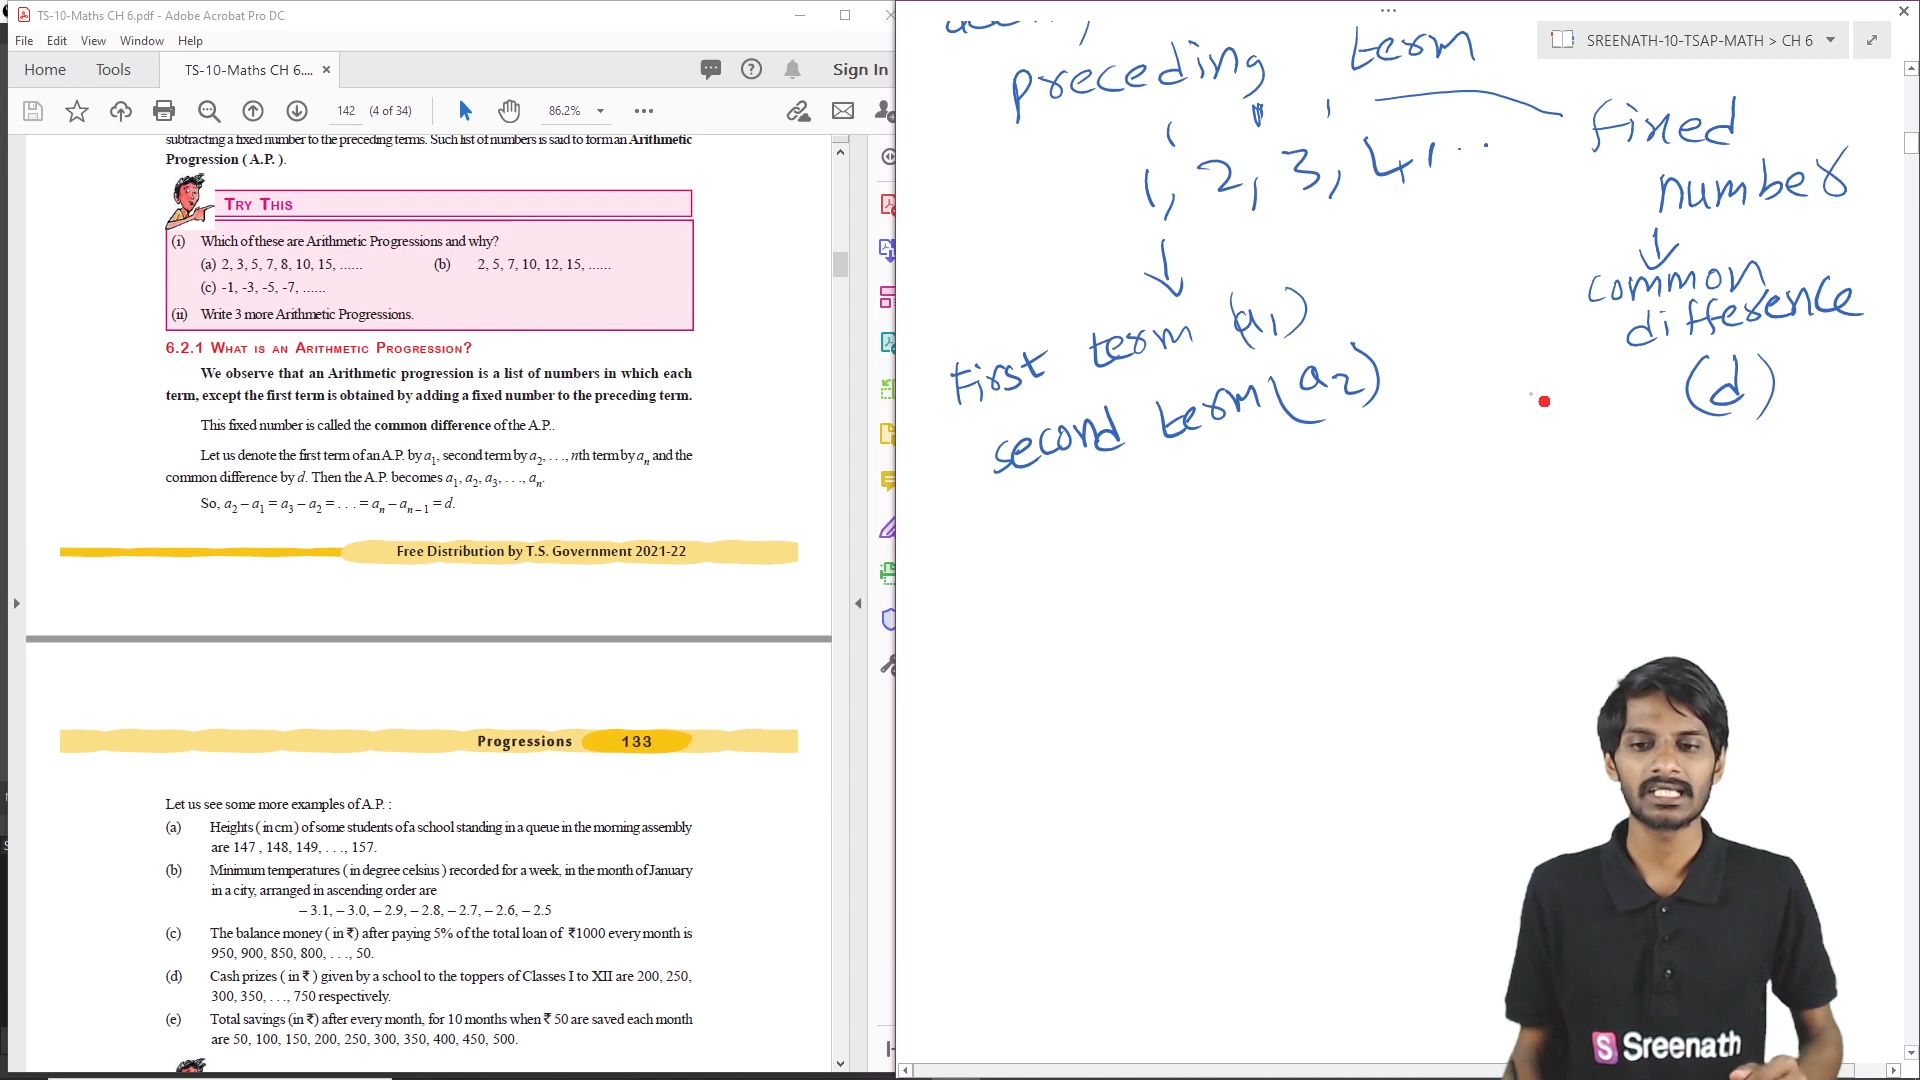 TS-10-Maths CH 6.pdf - Adobe Acrobat Pro DC
File Edit View Window Help
Home Tools TS-10-Maths CH 6.... × Sign In
142 (4 of 34) 86.2%
subtracting a fixed number to the preceding terms. Such list of numbers is said to form an Arithmetic
Progression ( A.P. ).
TRY THIS
(i) Which of these are Arithmetic Progressions and why?
(a) 2, 3, 5, 7, 8, 10, 15, ...... (b) 2, 5, 7, 10, 12, 15, ......
(c) -1, -3, -5, -7, ......
(ii) Write 3 more Arithmetic Progressions.
6.2.1 WHAT IS AN ARITHMETIC PROGRESSION?
We observe that an Arithmetic progression is a list of numbers in which each
term, except the first term is obtained by adding a fixed number to the preceding term.
This fixed number is called the common difference of the A.P..
Let us denote the first term of an A.P. by a₁, second term by a₂, . . ., nth term by aₙ and the
common difference by d. Then the A.P. becomes a₁, a₂, a₃, . . ., aₙ.
So, a₂ – a₁ = a₃ – a₂ = . . . = aₙ – aₙ₋₁ = d.
Free Distribution by T.S. Government 2021-22
Progressions 133
Let us see some more examples of A.P. :
(a) Heights ( in cm ) of some students of a school standing in a queue in the morning assembly
are 147 , 148, 149, . . ., 157.
(b) Minimum temperatures ( in degree celsius ) recorded for a week, in the month of January
in a city, arranged in ascending order are
– 3.1, – 3.0, – 2.9, – 2.8, – 2.7, – 2.6, – 2.5
(c) The balance money ( in ₹) after paying 5% of the total loan of ₹1000 every month is
950, 900, 850, 800, . . ., 50.
(d) Cash prizes ( in ₹ ) given by a school to the toppers of Classes I to XII are 200, 250,
300, 350, . . ., 750 respectively.
(e) Total savings (in ₹) after every month, for 10 months when ₹ 50 are saved each month
are 50, 100, 150, 200, 250, 300, 350, 400, 450, 500.
SREENATH-10-TSAP-MATH > CH 6
preceding term
fixed
number
1, 2, 3, 4, ...
common
difference
(d)
First term (a₁)
second term (a₂)
S Sreenath